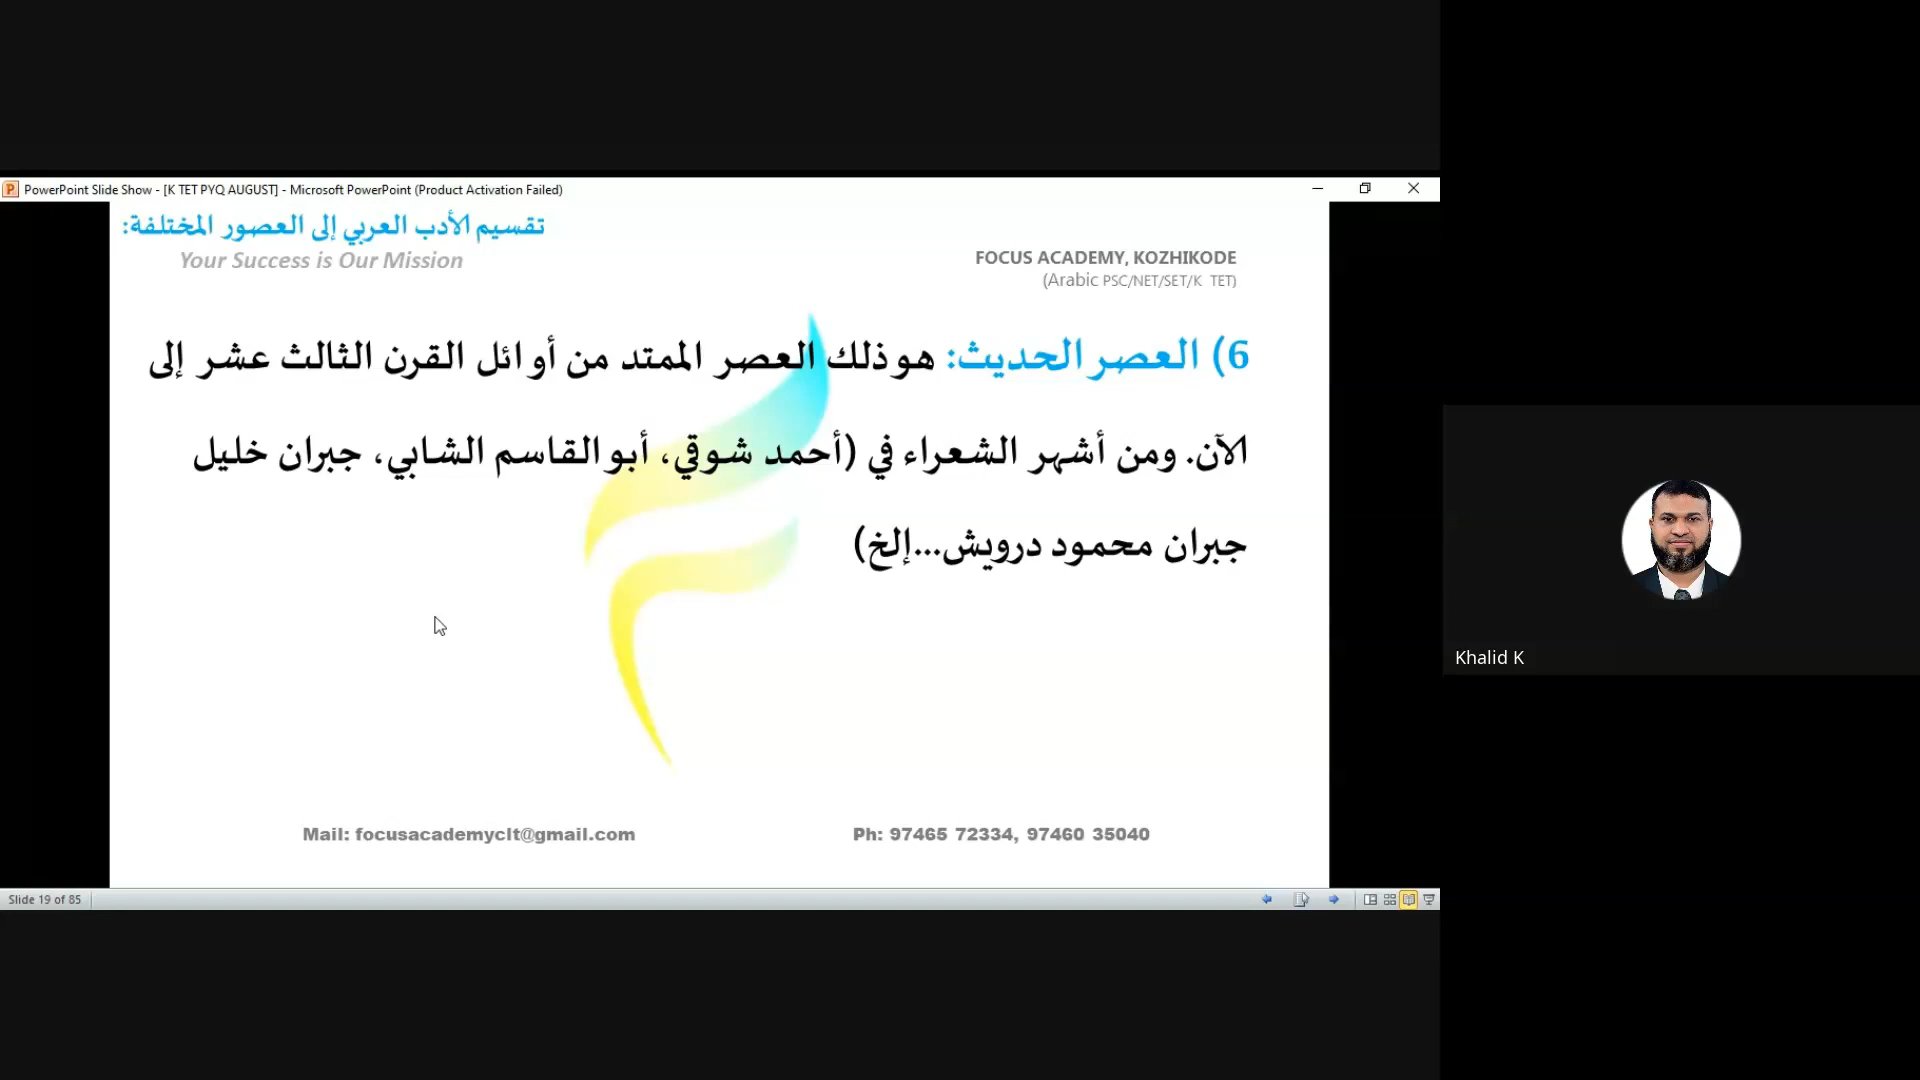 PowerPoint Slide Show - [K TET PYQ AUGUST] - Microsoft PowerPoint (Product Activation Failed)
تقسيم الأدب العربي إلى العصور المختلفة:
Your Success is Our Mission
FOCUS ACADEMY, KOZHIKODE
(Arabic PSC/NET/SET/K TET)
6) العصر الحديث: هو ذلك العصر الممتد من أوائل القرن الثالث عشر إلى
الآن. ومن أشهر الشعراء في (أحمد شوقي، أبو القاسم الشابي، جبران خليل
جبران محمود درويش...إلخ)
Khalid K
Mail: focusacademyclt@gmail.com
Ph: 97465 72334, 97460 35040
Slide 19 of 85